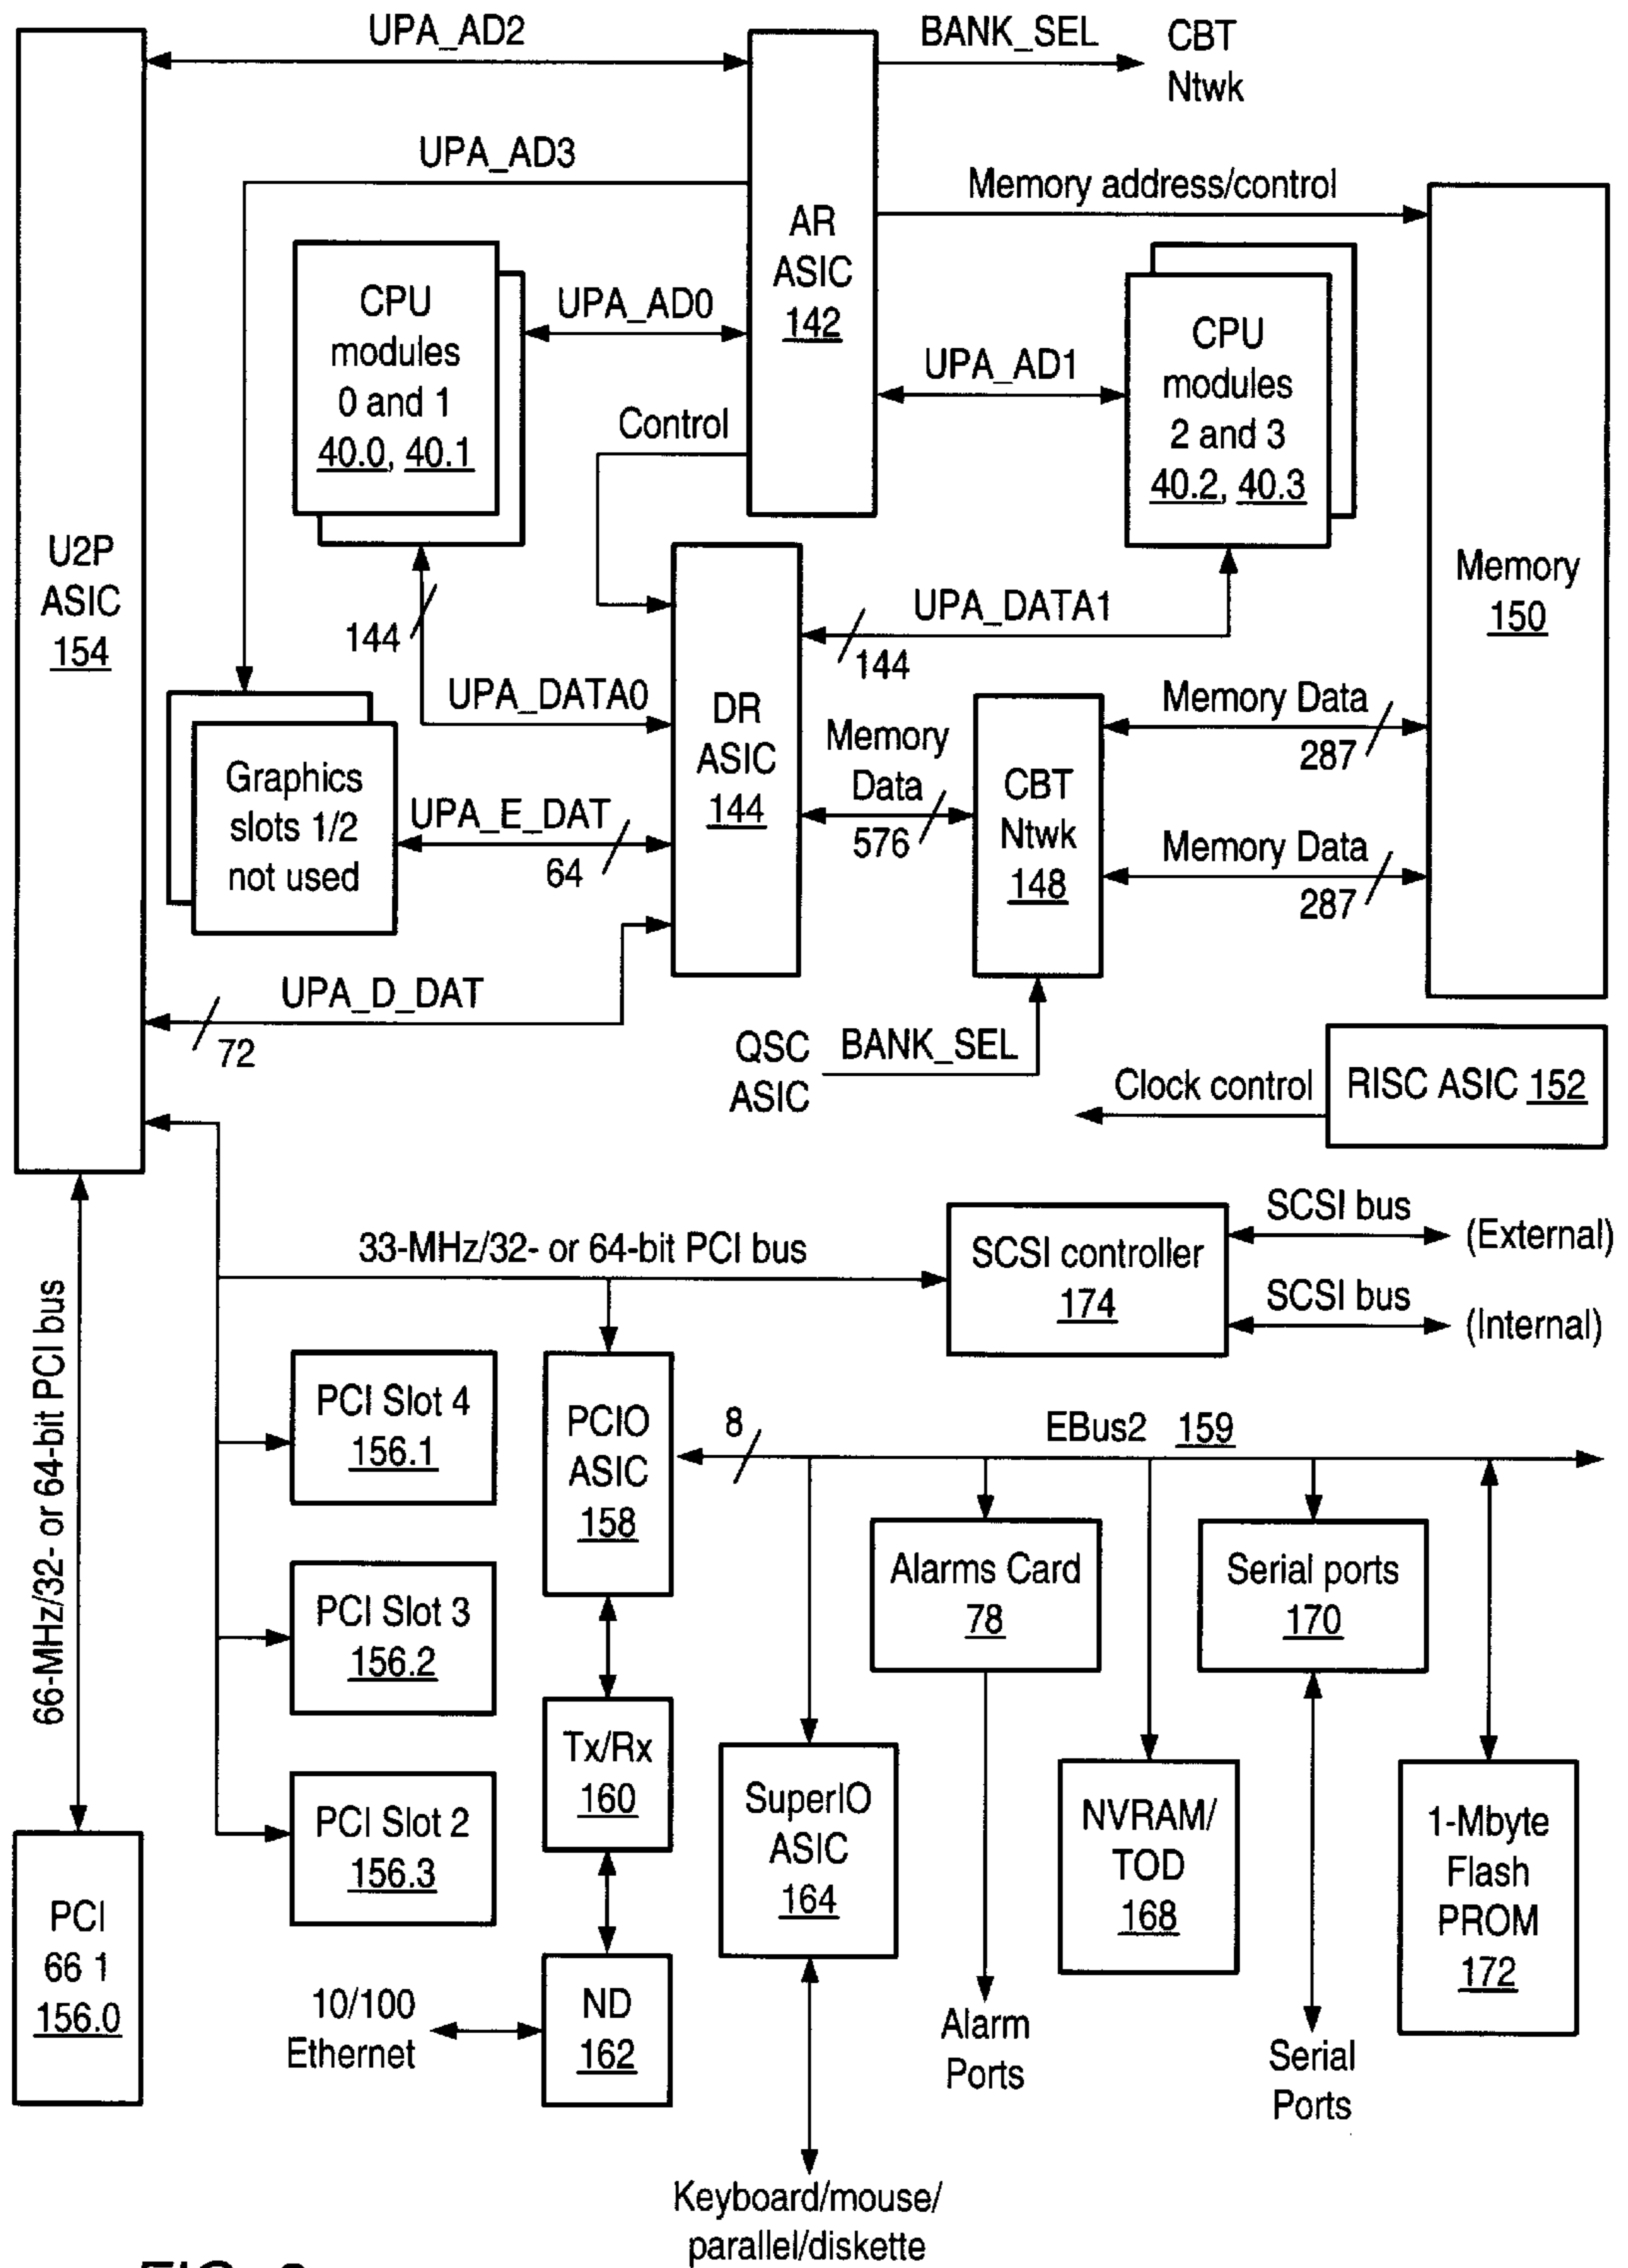 UPA_AD2
BANK_SEL
CBT
Ntwk
UPA_AD3
Memory address/control
AR
ASIC
142
CPU
modules
0 and 1
40.0, 40.1
UPA_AD0
UPA_AD1
CPU
modules
2 and 3
40.2, 40.3
Control
U2P
ASIC
154
Memory
150
144
UPA_DATA1
144
UPA_DATA0
DR
ASIC
144
Memory
Data
576
CBT
Ntwk
148
Memory Data
287
Memory Data
287
Graphics
slots 1/2
not used
UPA_E_DAT
64
UPA_D_DAT
72
QSC
ASIC
BANK_SEL
Clock control
RISC ASIC 152
33-MHz/32- or 64-bit PCI bus
SCSI controller
174
SCSI bus
(External)
SCSI bus
(Internal)
66-MHz/32- or 64-bit PCI bus
PCI Slot 4
156.1
PCIO
ASIC
158
8
EBus2 159
Alarms Card
78
Serial ports
170
PCI Slot 3
156.2
Tx/Rx
160
PCI Slot 2
156.3
SuperIO
ASIC
164
NVRAM/
TOD
168
1-Mbyte
Flash
PROM
172
PCI
66 1
156.0
10/100
Ethernet
ND
162
Alarm
Ports
Serial
Ports
Keyboard/mouse/
parallel/diskette